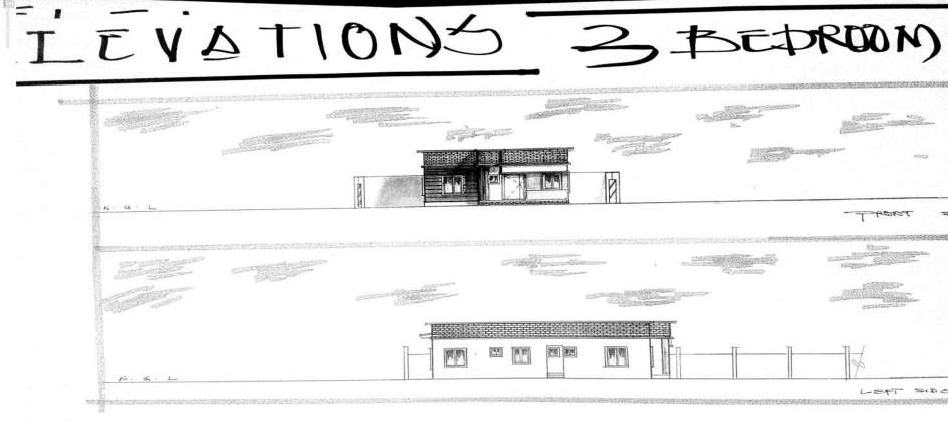 LEVATIONS 3 BEDROOM
N.G.L
FRONT
N.G.L
LEFT SIDE